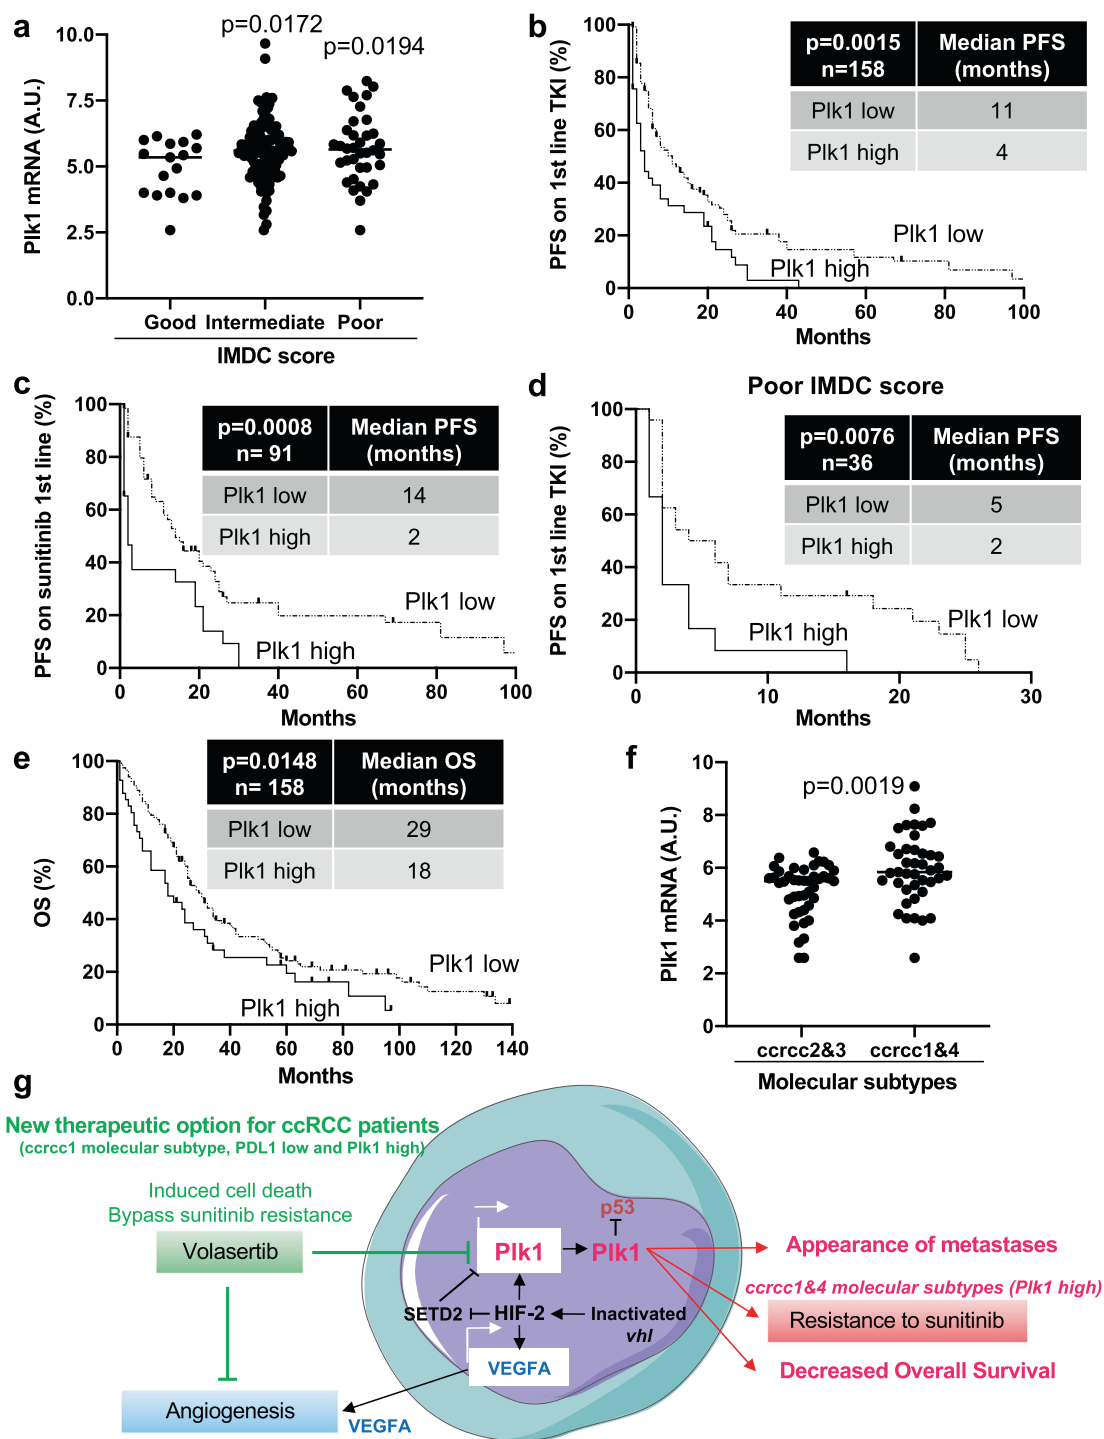 a
p=0.0172
p=0.0194
10.0
7.5
5.0
2.5
0.0
Plk1 mRNA (A.U.)
Good Intermediate Poor
IMDC score
b
100
80
60
40
20
0
PFS on 1st line TKI (%)
p=0.0015 Median PFS
n=158 (months)
Plk1 low 11
Plk1 high 4
Plk1 low
Plk1 high
0 20 40 60 80 100
Months
c
100
80
60
40
20
0
PFS on sunitinib 1st line (%)
p=0.0008 Median PFS
n= 91 (months)
Plk1 low 14
Plk1 high 2
Plk1 low
Plk1 high
0 20 40 60 80 100
Months
d
Poor IMDC score
100
80
60
40
20
0
PFS on 1st line TKI (%)
p=0.0076 Median PFS
n=36 (months)
Plk1 low 5
Plk1 high 2
Plk1 high
Plk1 low
0 10 20 30
Months
e
100
80
60
40
20
0
OS (%)
p=0.0148 Median OS
n= 158 (months)
Plk1 low 29
Plk1 high 18
Plk1 low
Plk1 high
0 20 40 60 80 100 120 140
Months
f
p=0.0019
10
8
6
4
2
0
Plk1 mRNA (A.U.)
ccrcc2&3 ccrcc1&4
Molecular subtypes
g
New therapeutic option for ccRCC patients
(ccrcc1 molecular subtype, PDL1 low and Plk1 high)
Induced cell death
Bypass sunitinib resistance
Volasertib
Angiogenesis
VEGFA
p53
Plk1
Plk1
SETD2
HIF-2
Inactivated
vhl
VEGFA
Appearance of metastases
ccrcc1&4 molecular subtypes (Plk1 high)
Resistance to sunitinib
Decreased Overall Survival